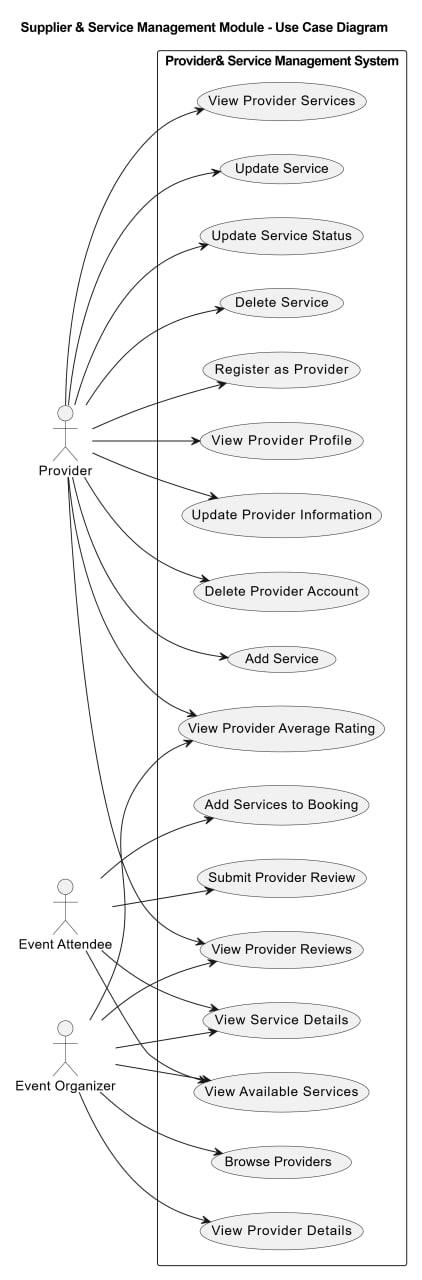 Supplier & Service Management Module - Use Case Diagram
Provider& Service Management System
View Provider Services
Update Service
Update Service Status
Delete Service
Register as Provider
View Provider Profile
Provider
Update Provider Information
Delete Provider Account
Add Service
View Provider Average Rating
Add Services to Booking
Submit Provider Review
Event Attendee
View Provider Reviews
View Service Details
Event Organizer
View Available Services
Browse Providers
View Provider Details